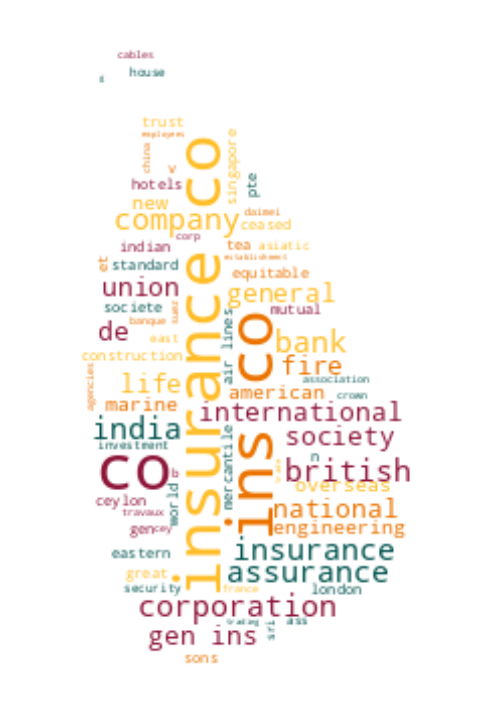 cables
house
trust
employees
china
w
insurance co
singapore
pte
hotels
new
daimei
company
ceased
corp
indian
tea
asiatic
establishment
et
standard
equitable
union
general
societe
suez
mutual
banque
air lines
ins co
de
east
bank
construction
fire
agencies
life
association
american
crown
marine
international
india
society
investment
n
co
b
british
overseas
ceylon
world
mercantile
travaux
national
gen
cey
engineering
eastern
insurance
great
assurance
security
france
london
corporation
trading
sri
ass
gen ins
sons